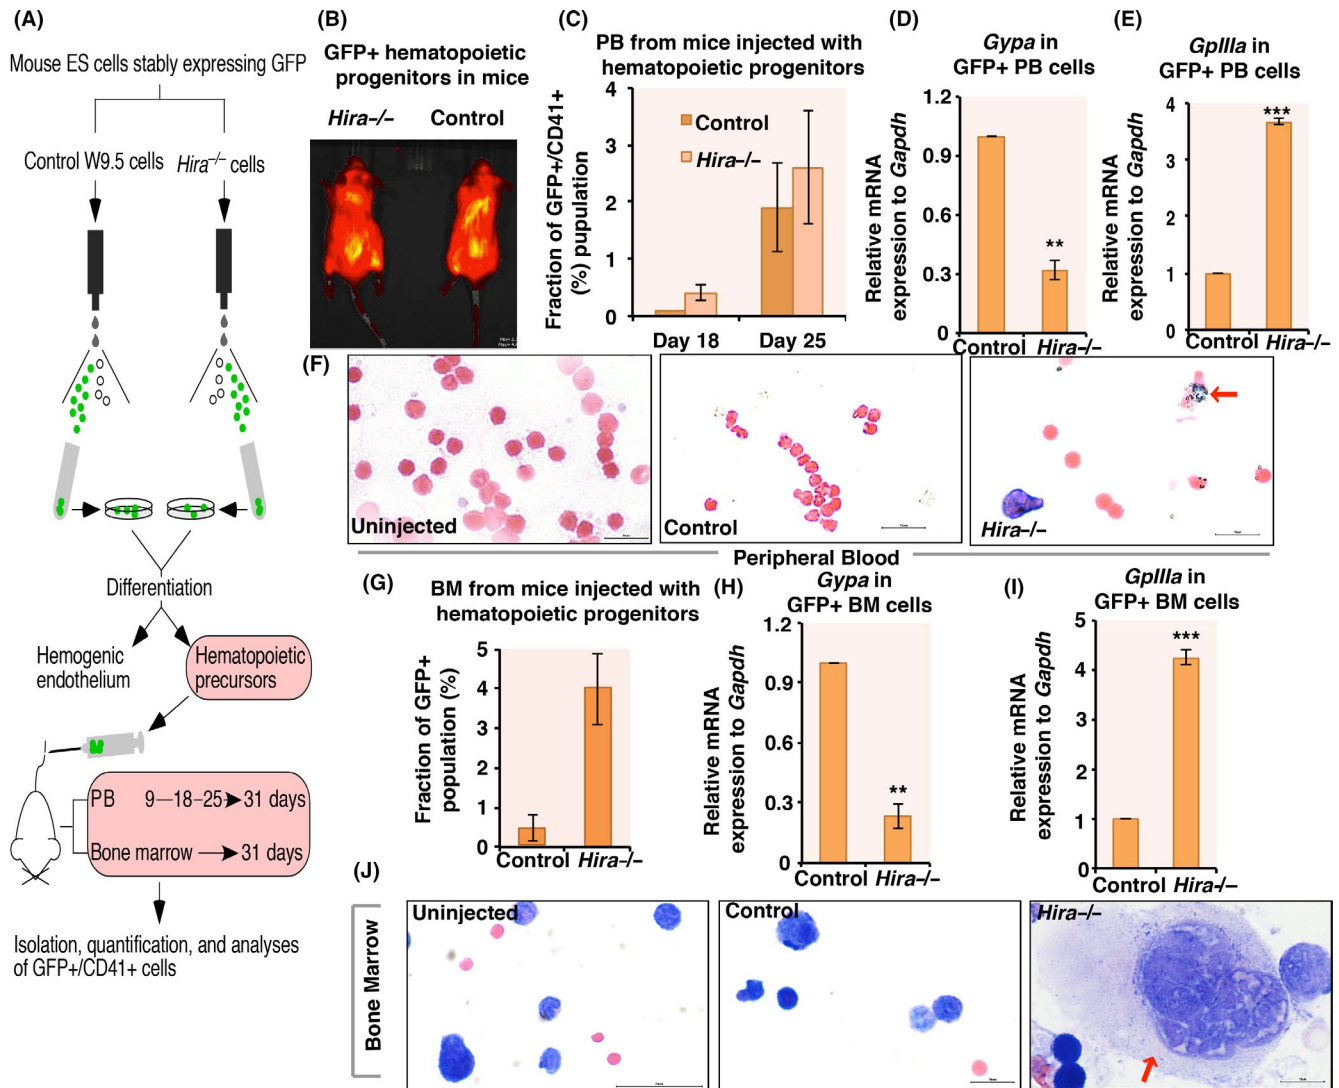 (A)
Mouse ES cells stably expressing GFP
Control W9.5 cells
Hira–/– cells
Differentiation
Hemogenic
endothelium
Hematopoietic
precursors
PB 9—18–25 31 days
Bone marrow 31 days
Isolation, quantification, and analyses
of GFP+/CD41+ cells
(B)
GFP+ hematopoietic
progenitors in mice
Hira–/– Control
(C)
PB from mice injected with
hematopoietic progenitors
Fraction of GFP+/CD41+
(%) pupulation
4
3
2
1
0
Control
Hira–/–
Day 18 Day 25
(D)
Gypa in
GFP+ PB cells
Relative mRNA
expression to Gapdh
1.2
0.9
0.6
0.3
0
**
Control Hira–/–
(E)
GpIIIa in
GFP+ PB cells
Relative mRNA
expression to Gapdh
4
3
2
1
0
***
Control Hira–/–
(F)
Uninjected
Control
Hira–/–
Peripheral Blood
(G)
BM from mice injected with
hematopoietic progenitors
Fraction of GFP+
population (%)
5
4
3
2
1
0
Control Hira–/–
(H)
Gypa in
GFP+ BM cells
Relative mRNA
expression to Gapdh
1.2
0.9
0.6
0.3
0
**
Control Hira–/–
(I)
GpIIIa in
GFP+ BM cells
Relative mRNA
expression to Gapdh
5
4
3
2
1
0
***
Control Hira–/–
(J)
Bone Marrow
Uninjected
Control
Hira–/–